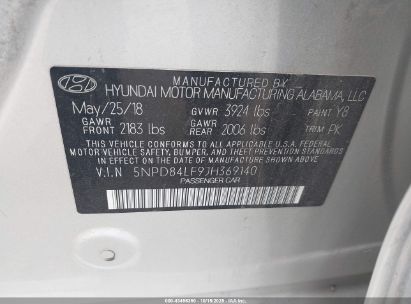 MANUFACTURED BY
HYUNDAI MOTOR MANUFACTURING ALABAMA, LLC
May/25/18 GVWR 3924 lbs PAINT Y8
GAWR FRONT 2183 lbs GAWR REAR 2006 lbs TRIM PK
THIS VEHICLE CONFORMS TO ALL APPLICABLE U.S.A FEDERAL
MOTOR VEHICLE SAFETY, BUMPER, AND THEFT PREVENTION
STANDARDS IN EFFECT ON THE DATE OF MANUFACTURE SHOWN ABOVE.
V.I.N 5NPD84LF9JH369140
PASSENGER CAR